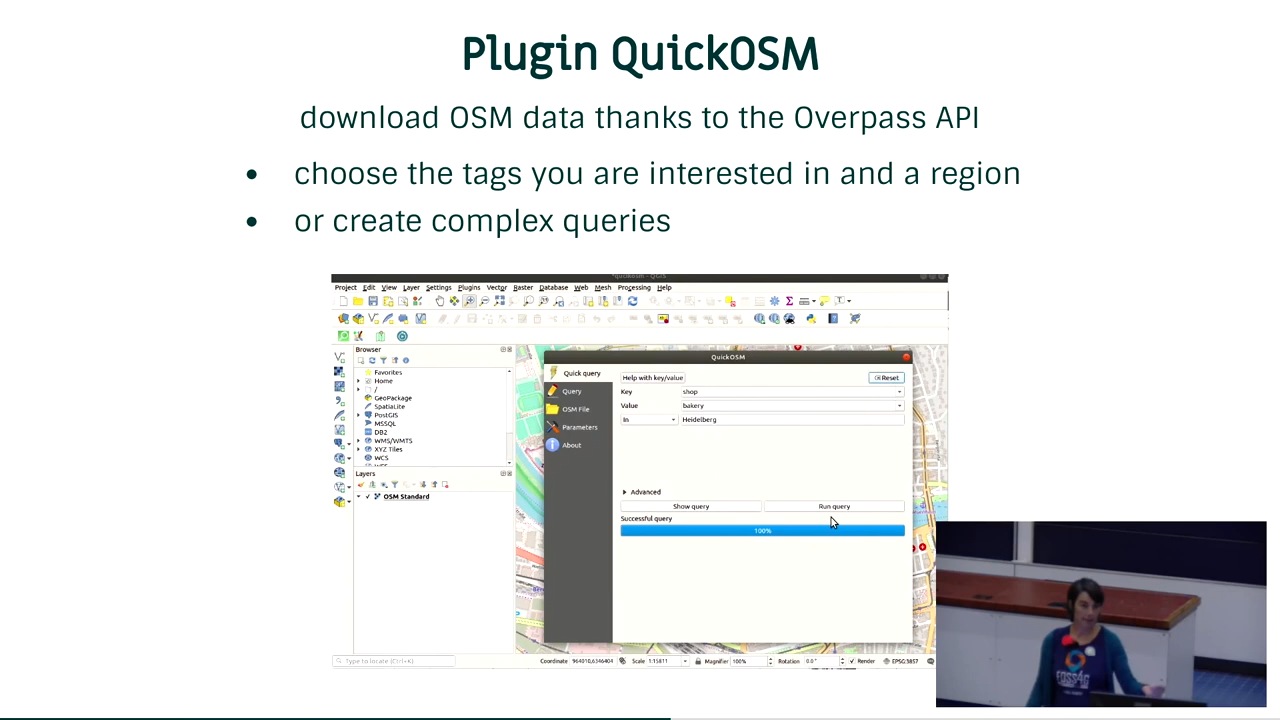 Plugin QuickOSM
download OSM data thanks to the Overpass API
• choose the tags you are interested in and a region
• or create complex queries
*quickosm - QGIS
Project Edit View Layer Settings Plugins Vector Raster Database Web Mesh Processing Help
Browser
Favorites
Home
/
GeoPackage
SpatiaLite
PostGIS
MSSQL
DB2
WMS/WMTS
XYZ Tiles
WCS
Layers
OSM Standard
QuickOSM
Quick query
Query
OSM File
Parameters
About
Help with key/value
Reset
Key shop
Value bakery
In Heidelberg
Advanced
Show query Run query
Successful query
100%
Type to locate (Ctrl+K)
Coordinate 964010,6346404 Scale 1:15811 Magnifier 100% Rotation 0.0 ° Render EPSG:3857
FOSS4G